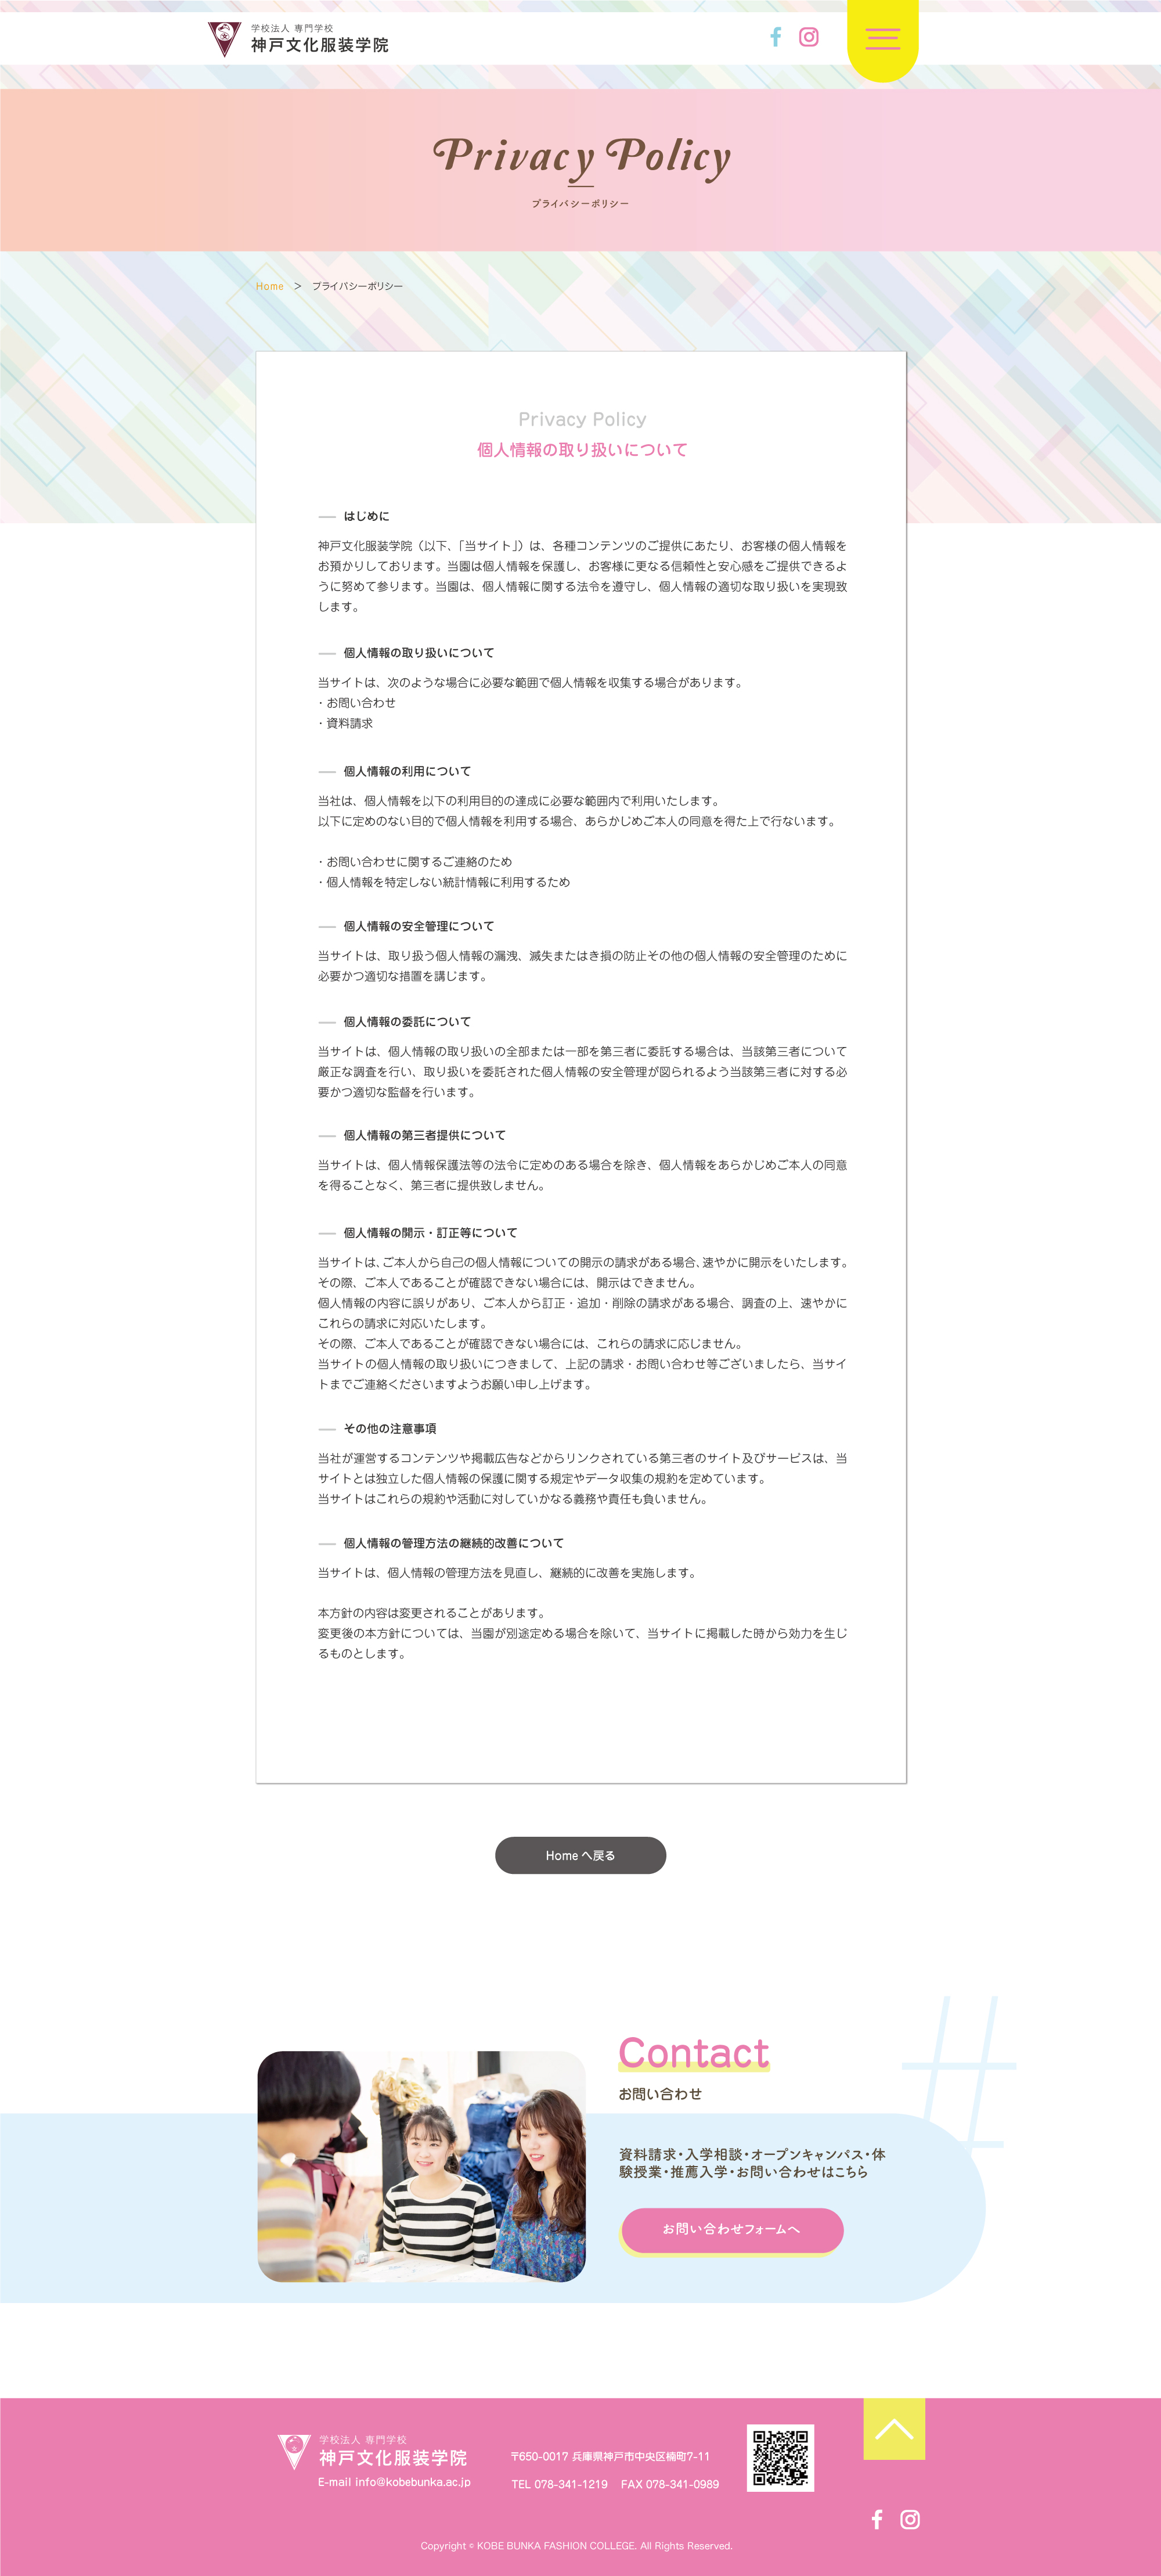 学校法人 専門学校
神戸文化服装学院
Privacy Policy
プライバシーポリシー
Home ＞ プライバシーポリシー
Privacy Policy
個人情報の取り扱いについて
はじめに
神戸文化服装学院（以下、「当サイト」）は、各種コンテンツのご提供にあたり、お客様の個人情報を
お預かりしております。当園は個人情報を保護し、お客様に更なる信頼性と安心感をご提供できるよ
うに努めて参ります。当園は、個人情報に関する法令を遵守し、個人情報の適切な取り扱いを実現致
します。
個人情報の取り扱いについて
当サイトは、次のような場合に必要な範囲で個人情報を収集する場合があります。
・お問い合わせ
・資料請求
個人情報の利用について
当社は、個人情報を以下の利用目的の達成に必要な範囲内で利用いたします。
以下に定めのない目的で個人情報を利用する場合、あらかじめご本人の同意を得た上で行ないます。
・お問い合わせに関するご連絡のため
・個人情報を特定しない統計情報に利用するため
個人情報の安全管理について
当サイトは、取り扱う個人情報の漏洩、滅失またはき損の防止その他の個人情報の安全管理のために
必要かつ適切な措置を講じます。
個人情報の委託について
当サイトは、個人情報の取り扱いの全部または一部を第三者に委託する場合は、当該第三者について
厳正な調査を行い、取り扱いを委託された個人情報の安全管理が図られるよう当該第三者に対する必
要かつ適切な監督を行います。
個人情報の第三者提供について
当サイトは、個人情報保護法等の法令に定めのある場合を除き、個人情報をあらかじめご本人の同意
を得ることなく、第三者に提供致しません。
個人情報の開示・訂正等について
当サイトは、ご本人から自己の個人情報についての開示の請求がある場合、速やかに開示をいたします。
その際、ご本人であることが確認できない場合には、開示はできません。
個人情報の内容に誤りがあり、ご本人から訂正・追加・削除の請求がある場合、調査の上、速やかに
これらの請求に対応いたします。
その際、ご本人であることが確認できない場合には、これらの請求に応じません。
当サイトの個人情報の取り扱いにつきまして、上記の請求・お問い合わせ等ございましたら、当サイ
トまでご連絡くださいますようお願い申し上げます。
その他の注意事項
当社が運営するコンテンツや掲載広告などからリンクされている第三者のサイト及びサービスは、当
サイトとは独立した個人情報の保護に関する規定やデータ収集の規約を定めています。
当サイトはこれらの規約や活動に対していかなる義務や責任も負いません。
個人情報の管理方法の継続的改善について
当サイトは、個人情報の管理方法を見直し、継続的に改善を実施します。
本方針の内容は変更されることがあります。
変更後の本方針については、当園が別途定める場合を除いて、当サイトに掲載した時から効力を生じ
るものとします。
Home へ戻る
#
Contact
お問い合わせ
資料請求・入学相談・オープンキャンパス・体
験授業・推薦入学・お問い合わせはこちら
お問い合わせフォームへ
学校法人 専門学校
神戸文化服装学院
E-mail info@kobebunka.ac.jp
〒650-0017 兵庫県神戸市中央区楠町7-11
TEL 078-341-1219 FAX 078-341-0989
Copyright © KOBE BUNKA FASHION COLLEGE. All Rights Reserved.